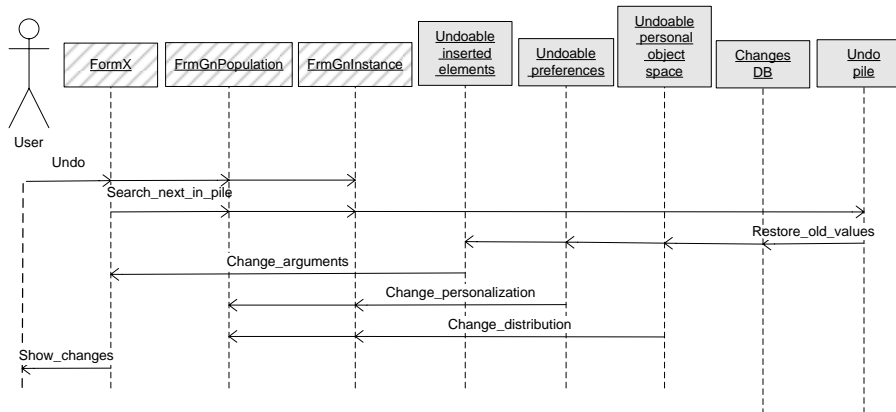 FormX
FrmGnPopulation
FrmGnInstance
Undoable
inserted
elements
Undoable
preferences
Undoable
personal
object
space
Changes
DB
Undo
pile
User
Undo
Search_next_in_pile
Restore_old_values
Change_arguments
Change_personalization
Change_distribution
Show_changes